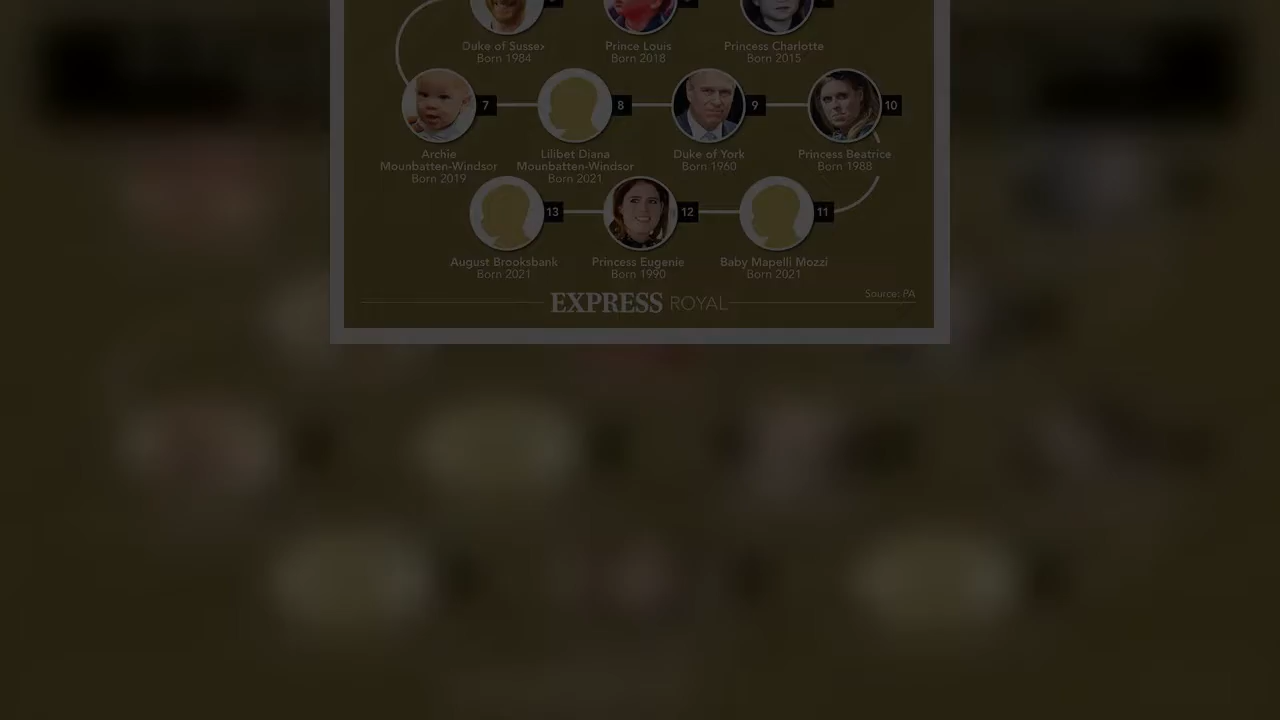 Duke of Sussex
Born 1984
Prince Louis
Born 2018
Princess Charlotte
Born 2015
7
8
9
10
Archie
Mountbatten-Windsor
Born 2019
Lilibet Diana
Mountbatten-Windsor
Born 2021
Duke of York
Born 1960
Princess Beatrice
Born 1988
13
12
11
August Brooksbank
Born 2021
Princess Eugenie
Born 1990
Baby Mapelli Mozzi
Born 2021
Source: PA
EXPRESS ROYAL